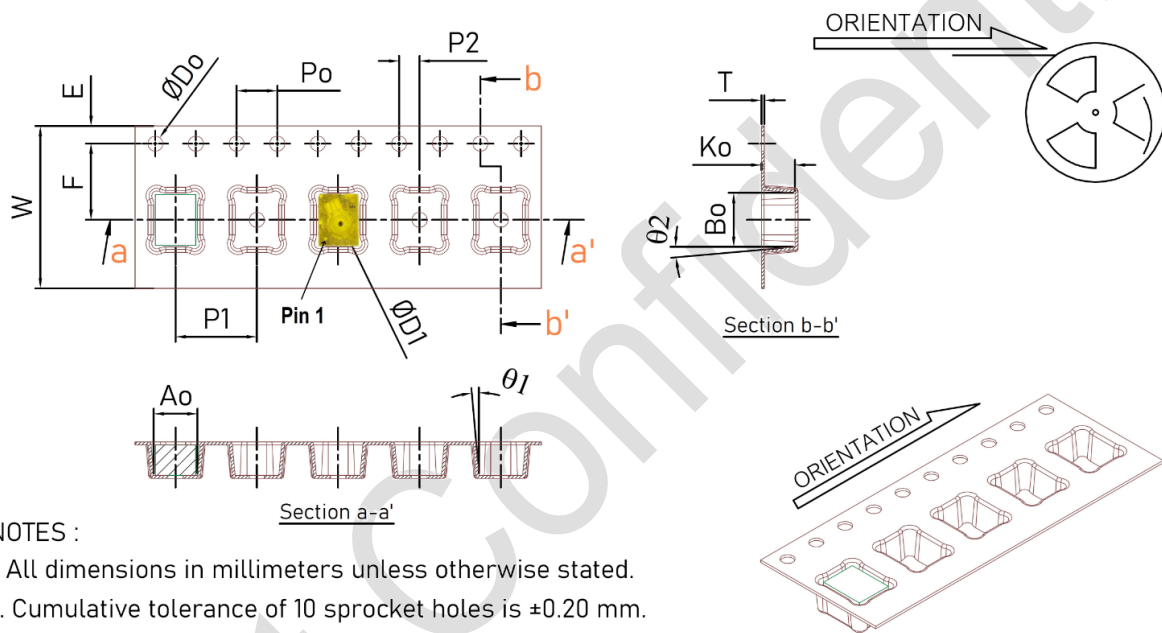 ORIENTATION
P2
Po
ØDo
E
b
T
Ko
F
W
Bo
θ2
a
a'
P1
Pin 1
ØD1
b'
Section b-b'
Ao
θ1
ORIENTATION
Section a-a'
NOTES :
All dimensions in millimeters unless otherwise stated.
. Cumulative tolerance of 10 sprocket holes is ±0.20 mm.